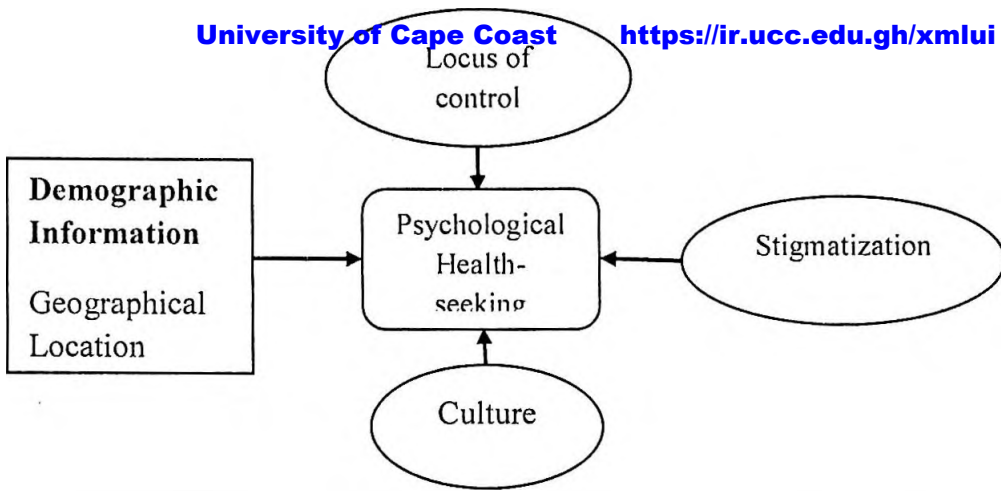 University of Cape Coast https://ir.ucc.edu.gh/xmlui
Locus of
control
Demographic
Information
Geographical
Location
Psychological
Health-
seeking
Stigmatization
Culture